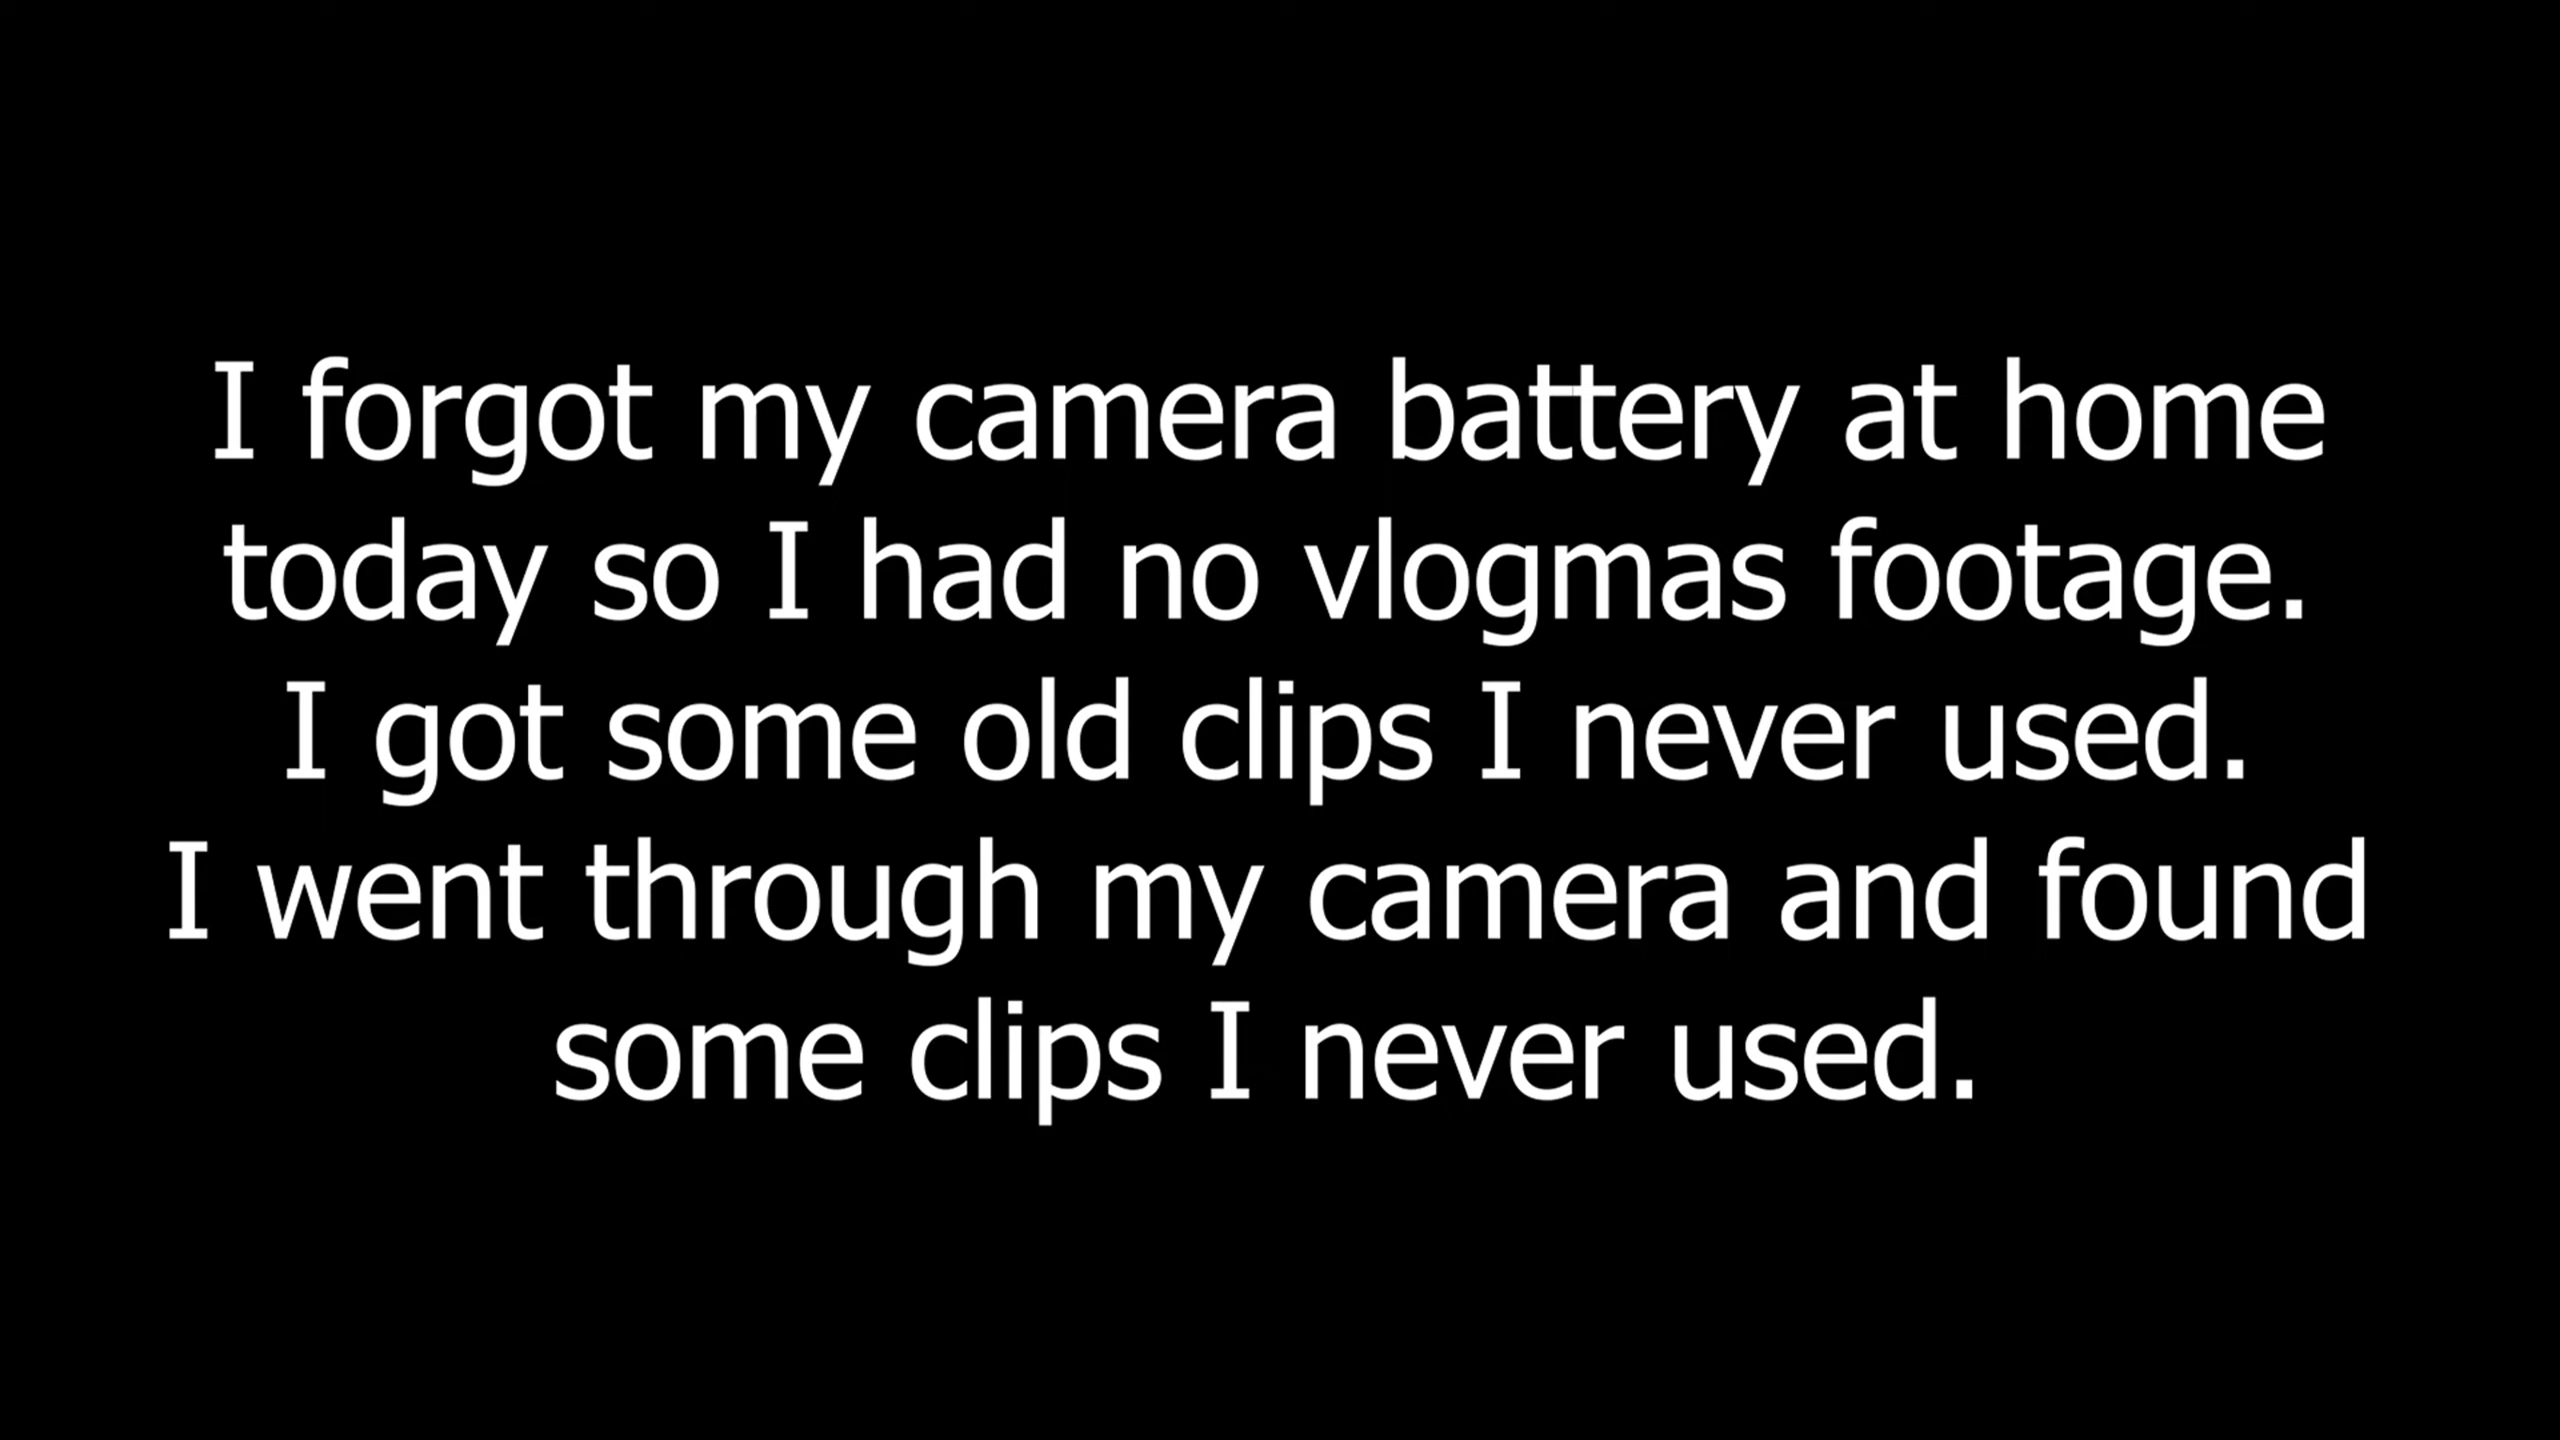 I forgot my camera battery at home
today so I had no vlogmas footage.
I got some old clips I never used.
I went through my camera and found
some clips I never used.